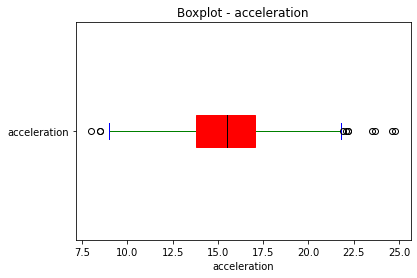 Boxplot - acceleration
acceleration
7.5 10.0 12.5 15.0 17.5 20.0 22.5 25.0
acceleration